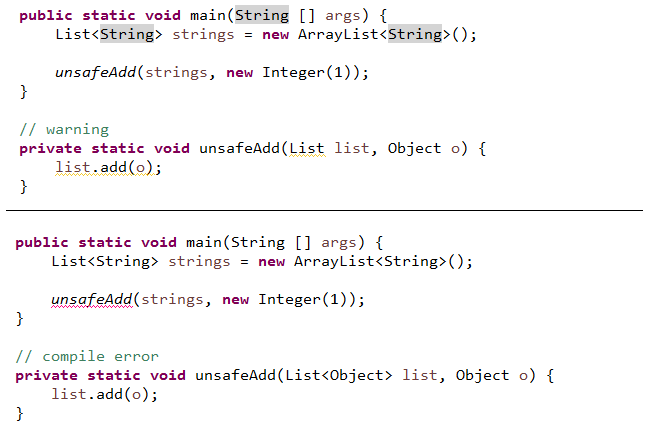 public static void main(String [] args) {
    List<String> strings = new ArrayList<String>();
    unsafeAdd(strings, new Integer(1));
}
// warning
private static void unsafeAdd(List list, Object o) {
    list.add(o);
}
public static void main(String [] args) {
    List<String> strings = new ArrayList<String>();
    unsafeAdd(strings, new Integer(1));
}
// compile error
private static void unsafeAdd(List<Object> list, Object o) {
    list.add(o);
}